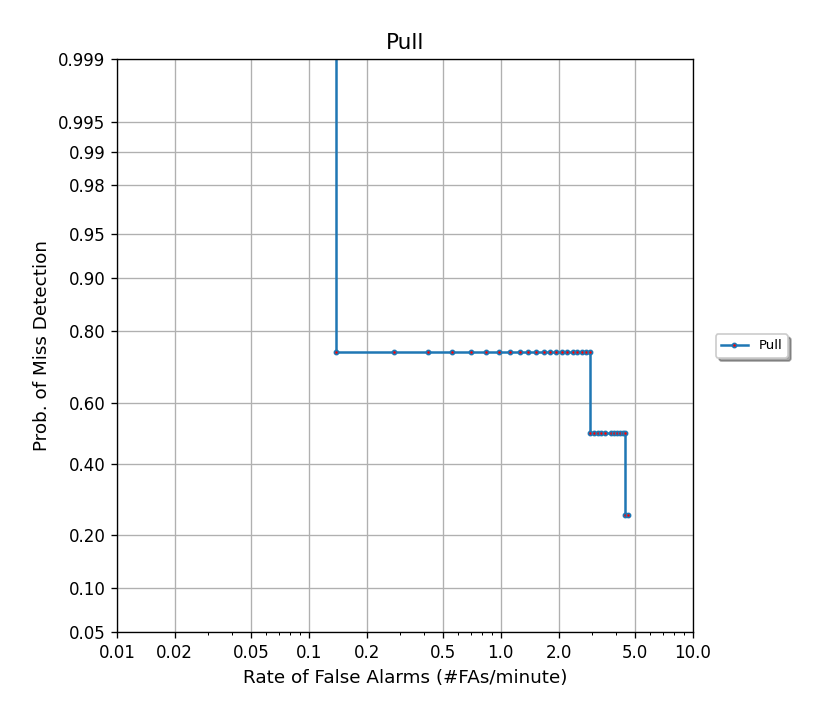 Pull
0.999
0.995
0.99
0.98
0.95
0.90
0.80
0.60
0.40
0.20
0.10
0.05
Prob. of Miss Detection
0.01 0.02 0.05 0.1 0.2 0.5 1.0 2.0 5.0 10.0
Rate of False Alarms (#FAs/minute)
Pull